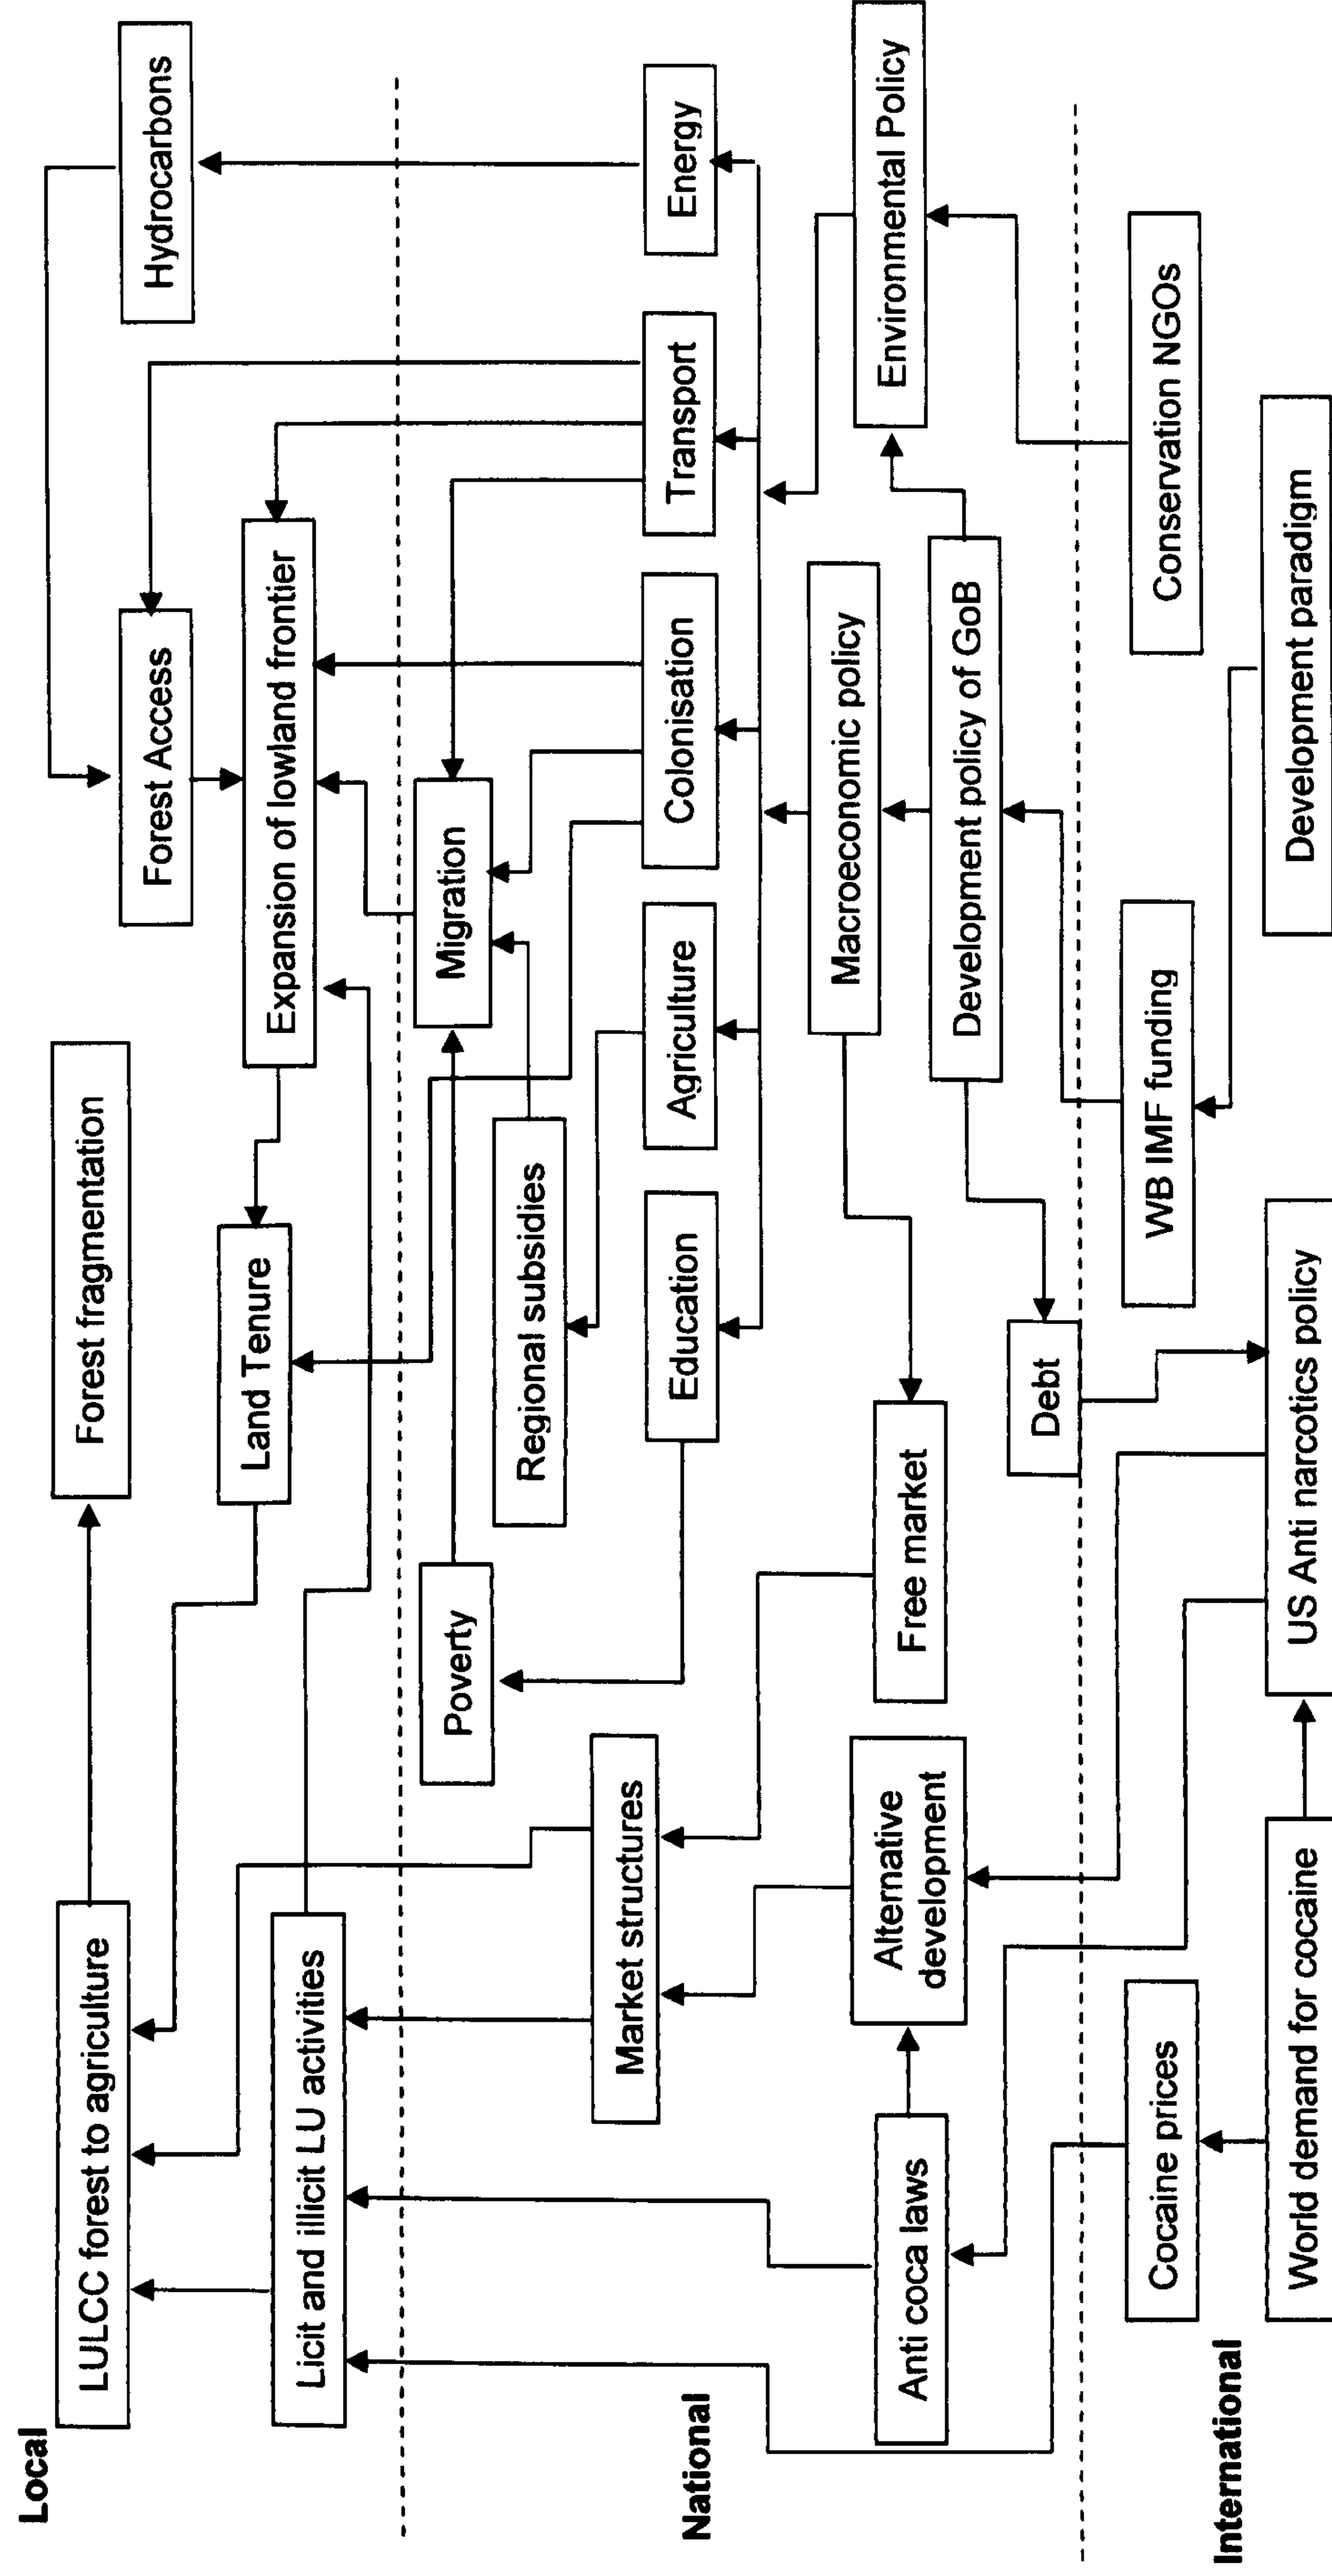 Local
LULCC forest to agriculture
Forest fragmentation
Forest Access
Hydrocarbons
Licit and illicit LU activities
Land Tenure
Expansion of lowland frontier
Poverty
Migration
Regional subsidies
National
Market structures
Education
Agriculture
Colonisation
Transport
Energy
Anti coca laws
Alternative
development
Free market
Macroeconomic policy
Environmental Policy
Debt
Development policy of GoB
International
Cocaine prices
WB IMF funding
Conservation NGOs
World demand for cocaine
US Anti narcotics policy
Development paradigm